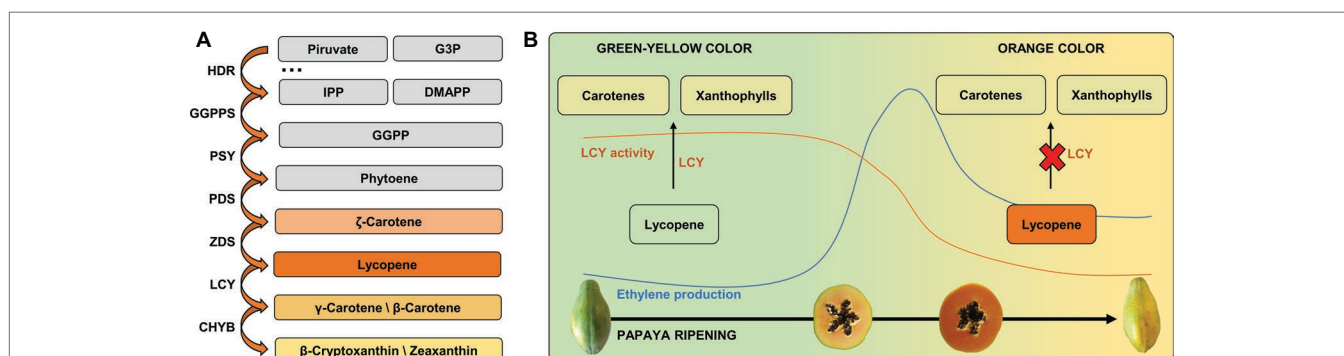 A
Piruvate G3P
HDR
...
IPP DMAPP
GGPPS
GGPP
PSY
Phytoene
PDS
ζ-Carotene
ZDS
Lycopene
LCY
γ-Carotene \ β-Carotene
CHYB
β-Cryptoxanthin \ Zeaxanthin
B
GREEN-YELLOW COLOR ORANGE COLOR
Carotenes Xanthophylls Carotenes Xanthophylls
LCY activity LCY LCY
Lycopene Lycopene
Ethylene production
PAPAYA RIPENING